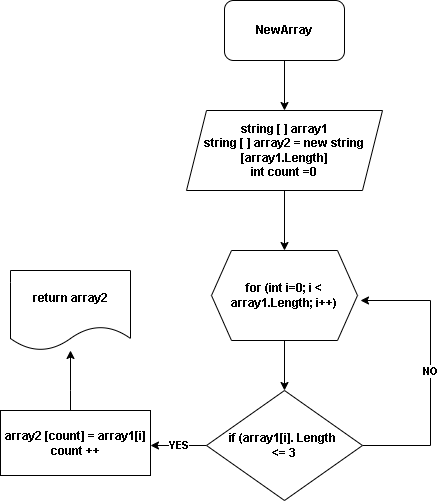 NewArray
string [ ] array1
string [ ] array2 = new string
[array1.Length]
int count =0
for (int i=0; i <
array1.Length; i++)
return array2
NO
if (array1[i]. Length
<= 3
YES
array2 [count] = array1[i]
count ++